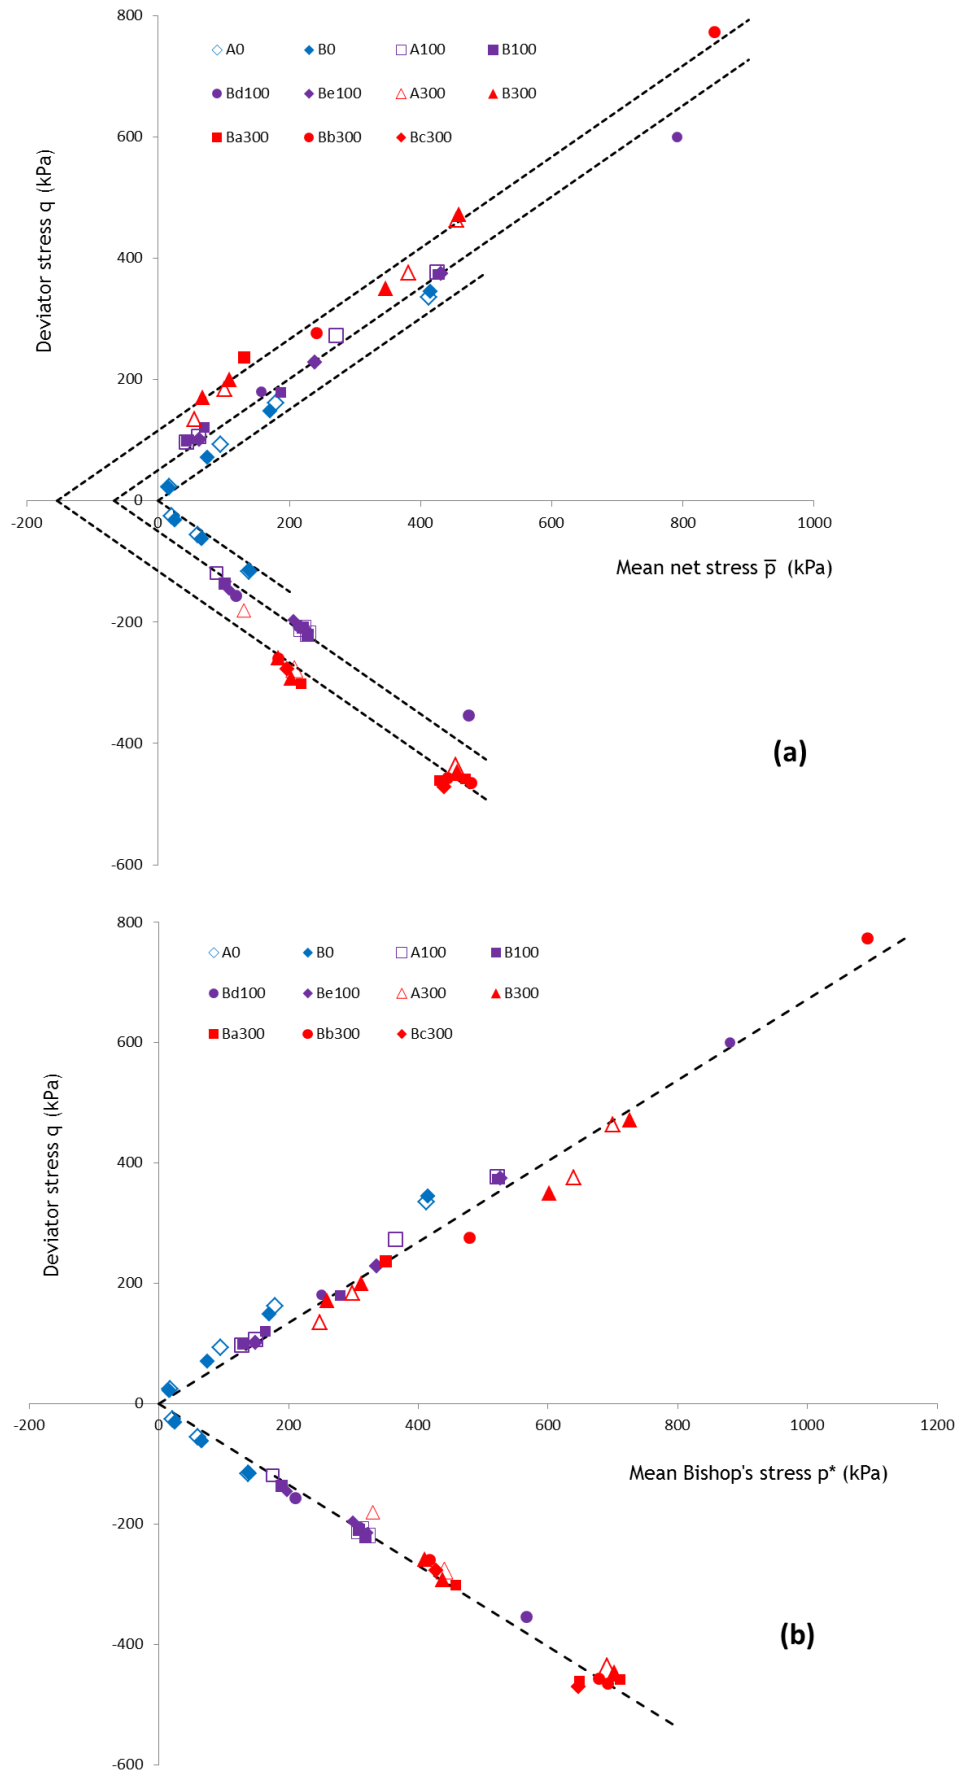 800
A0 B0 A100 B100
Bd100 Be100 A300 B300
Ba300 Bb300 Bc300
600
400
200
0
-200 0 200 400 600 800 1000
Deviator stress q (kPa)
Mean net stress p̅ (kPa)
-200
-400
(a)
-600
800
A0 B0 A100 B100
Bd100 Be100 A300 B300
Ba300 Bb300 Bc300
600
400
200
0
-200 0 200 400 600 800 1000 1200
Deviator stress q (kPa)
Mean Bishop's stress p* (kPa)
-200
-400
(b)
-600